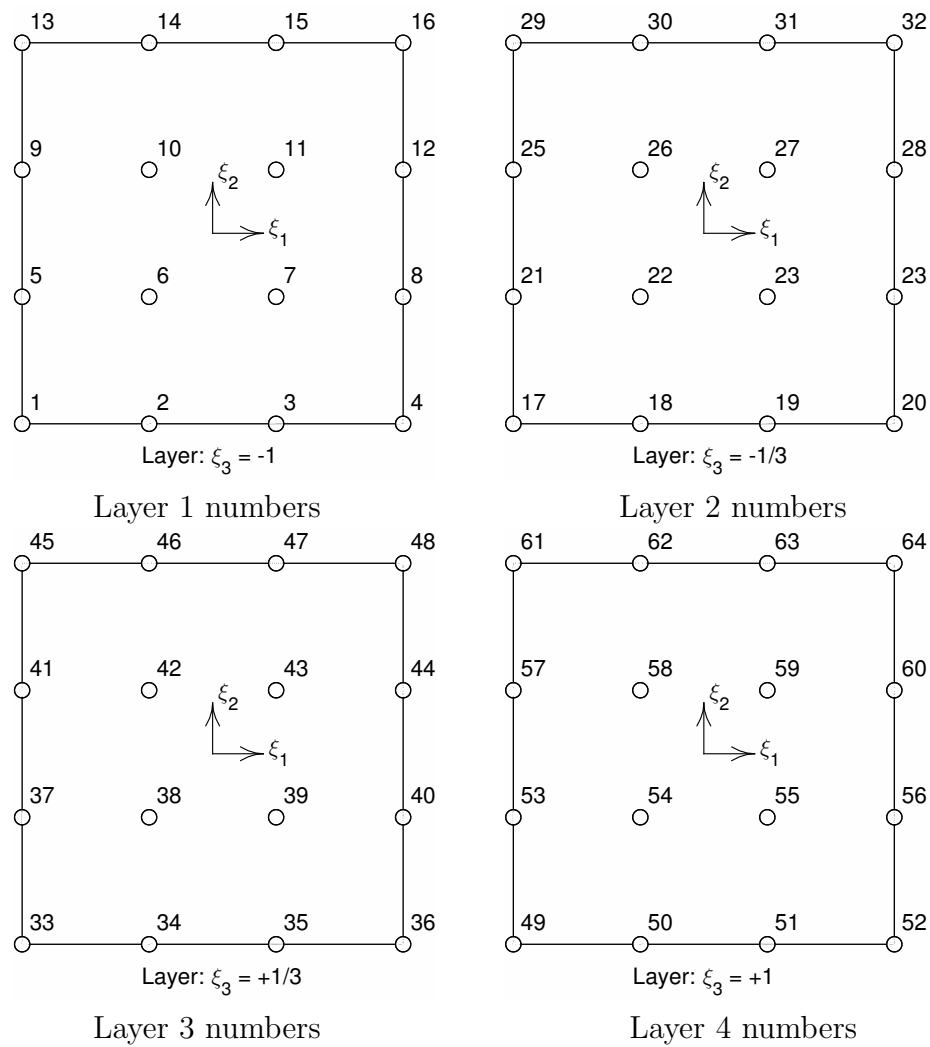 13 14 15 16
9 10 11 12
ξ2
ξ1
5 6 7 8
1 2 3 4
Layer: ξ3 = -1
Layer 1 numbers
29 30 31 32
25 26 27 28
ξ2
ξ1
21 22 23 23
17 18 19 20
Layer: ξ3 = -1/3
Layer 2 numbers
45 46 47 48
41 42 43 44
ξ2
ξ1
37 38 39 40
33 34 35 36
Layer: ξ3 = +1/3
Layer 3 numbers
61 62 63 64
57 58 59 60
ξ2
ξ1
53 54 55 56
49 50 51 52
Layer: ξ3 = +1
Layer 4 numbers